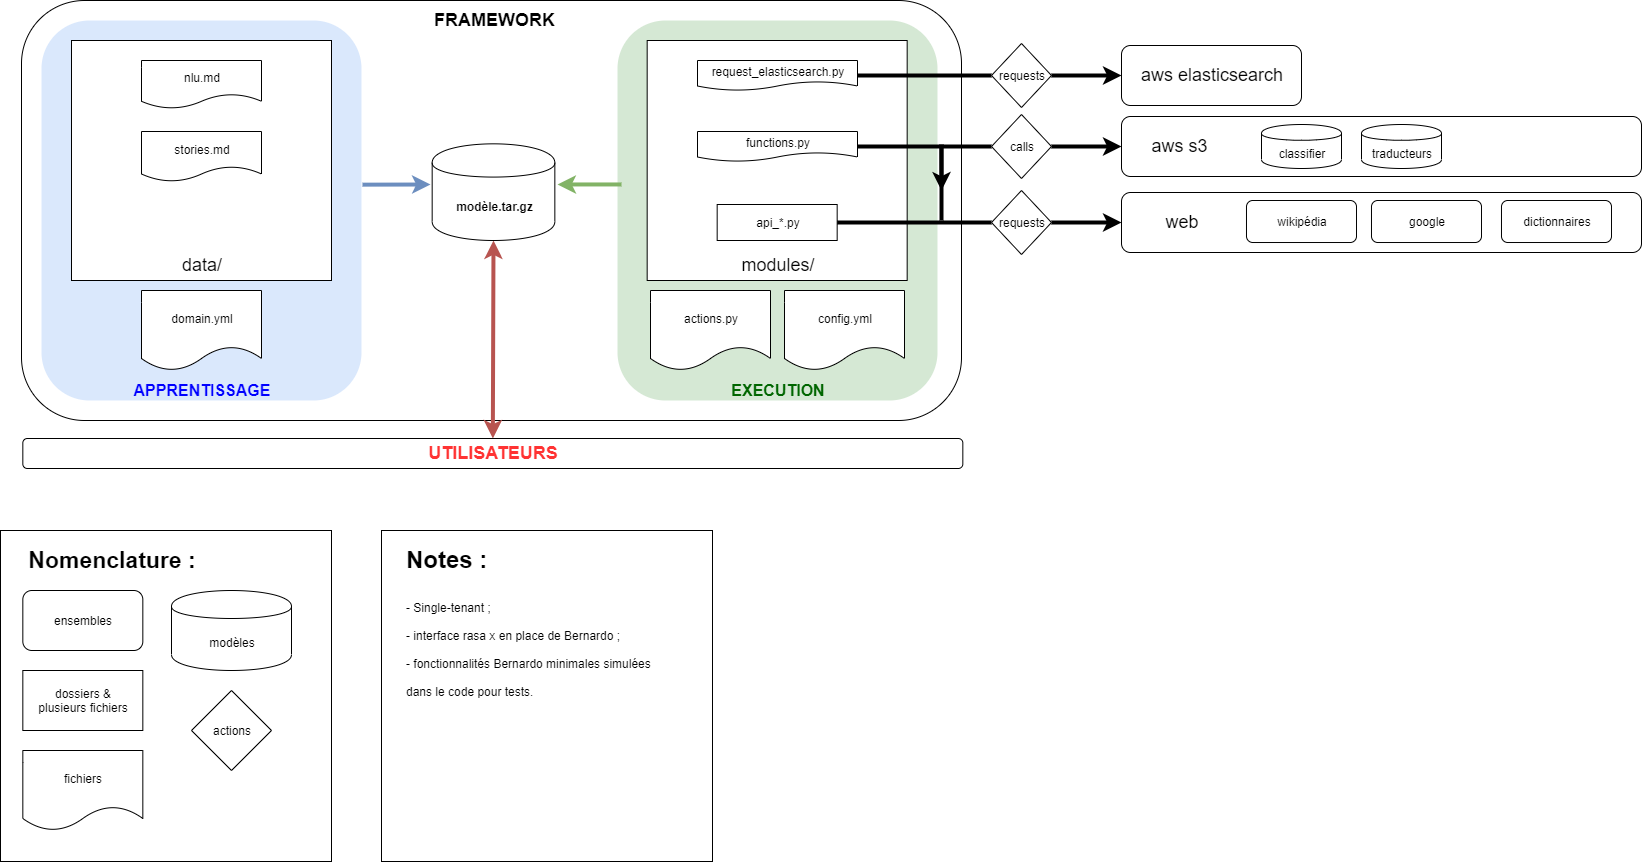 FRAMEWORK
nlu.md
stories.md
data/
domain.yml
APPRENTISSAGE
modèle.tar.gz
request_elasticsearch.py
functions.py
api_*.py
modules/
actions.py
config.yml
EXECUTION
requests
aws elasticsearch
calls
aws s3
classifier
traducteurs
requests
web
wikipédia
google
dictionnaires
UTILISATEURS
Nomenclature :
ensembles
modèles
dossiers &
plusieurs fichiers
actions
fichiers
Notes :
- Single-tenant ;
- interface rasa x en place de Bernardo ;
- fonctionnalités Bernardo minimales simulées
dans le code pour tests.